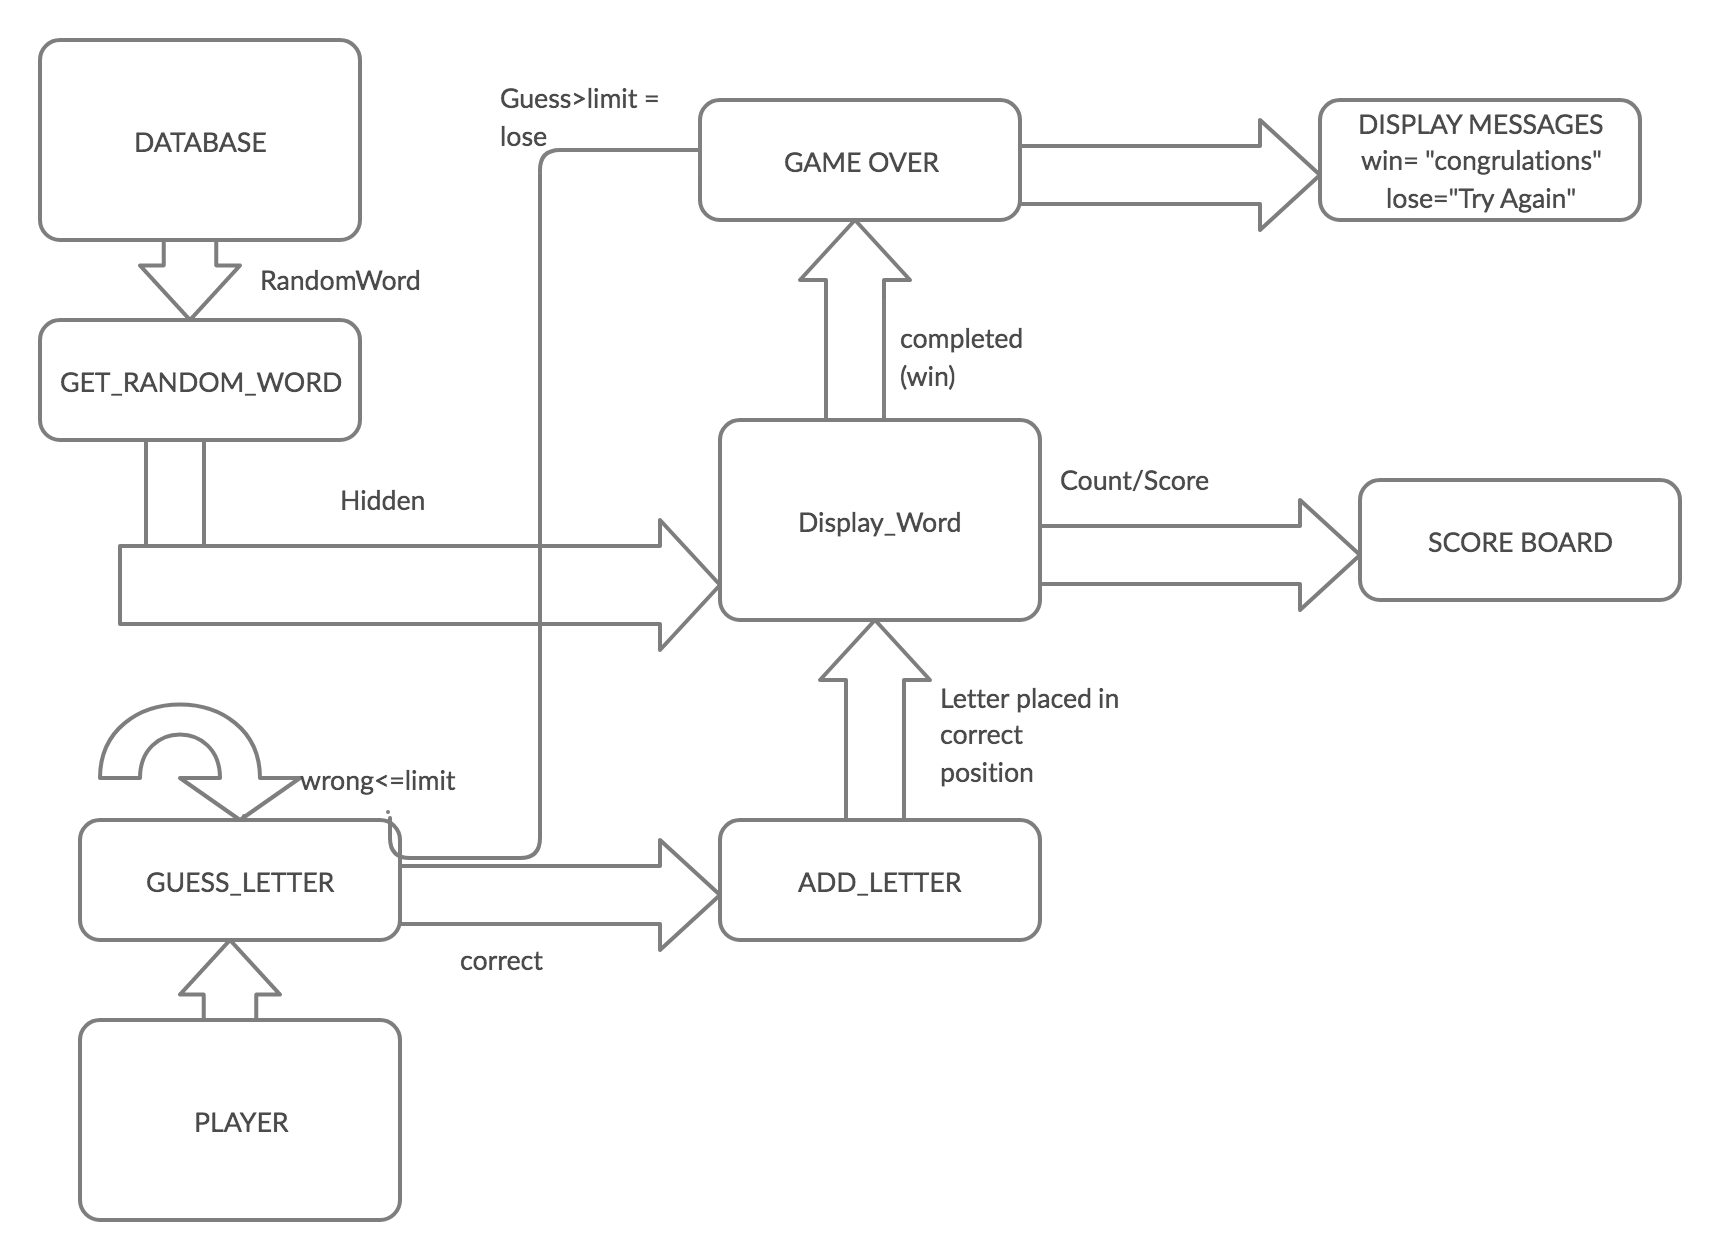 DATABASE
RandomWord
GET_RANDOM_WORD
Hidden
Guess>limit =
lose
GAME OVER
DISPLAY MESSAGES
win= "congrulations"
lose="Try Again"
completed
(win)
Display_Word
Count/Score
SCORE BOARD
Letter placed in
correct
position
wrong<=limit
GUESS_LETTER
correct
ADD_LETTER
PLAYER